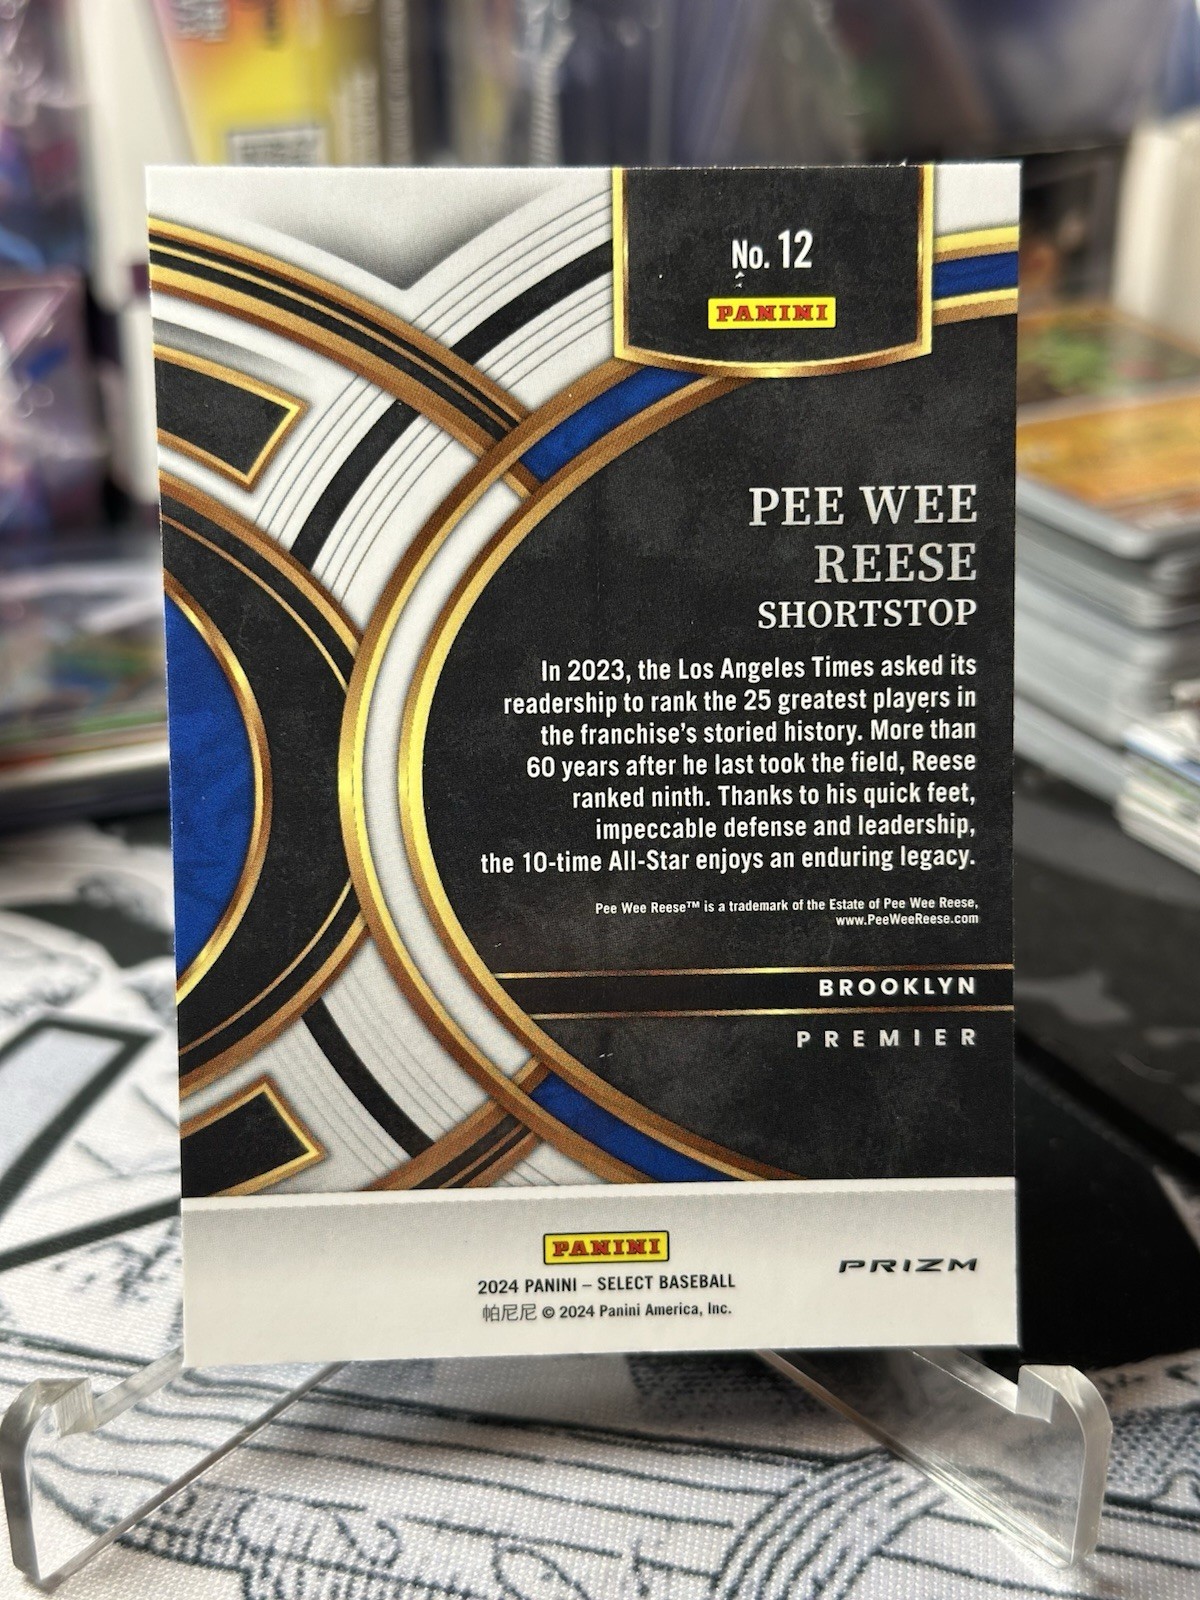 No. 12
PANINI
PEE WEE
REESE
SHORTSTOP
In 2023, the Los Angeles Times asked its
readership to rank the 25 greatest players in
the franchise's storied history. More than
60 years after he last took the field, Reese
ranked ninth. Thanks to his quick feet,
impeccable defense and leadership,
the 10-time All-Star enjoys an enduring legacy.
Pee Wee Reese™ is a trademark of the Estate of Pee Wee Reese,
www.PeeWeeReese.com
BROOKLYN
PREMIER
PANINI
PRIZM
2024 PANINI – SELECT BASEBALL
帕尼尼 © 2024 Panini America, Inc.